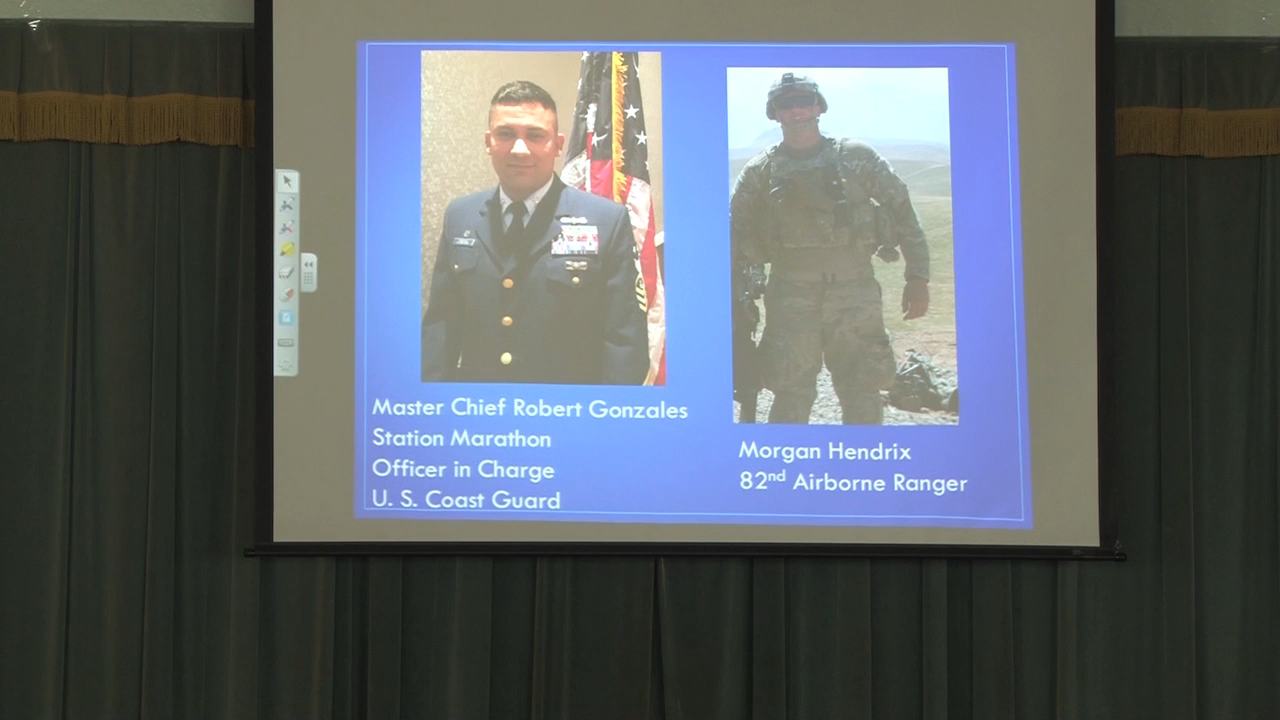 Master Chief Robert Gonzales
Station Marathon
Officer in Charge
U. S. Coast Guard
Morgan Hendrix
82nd Airborne Ranger